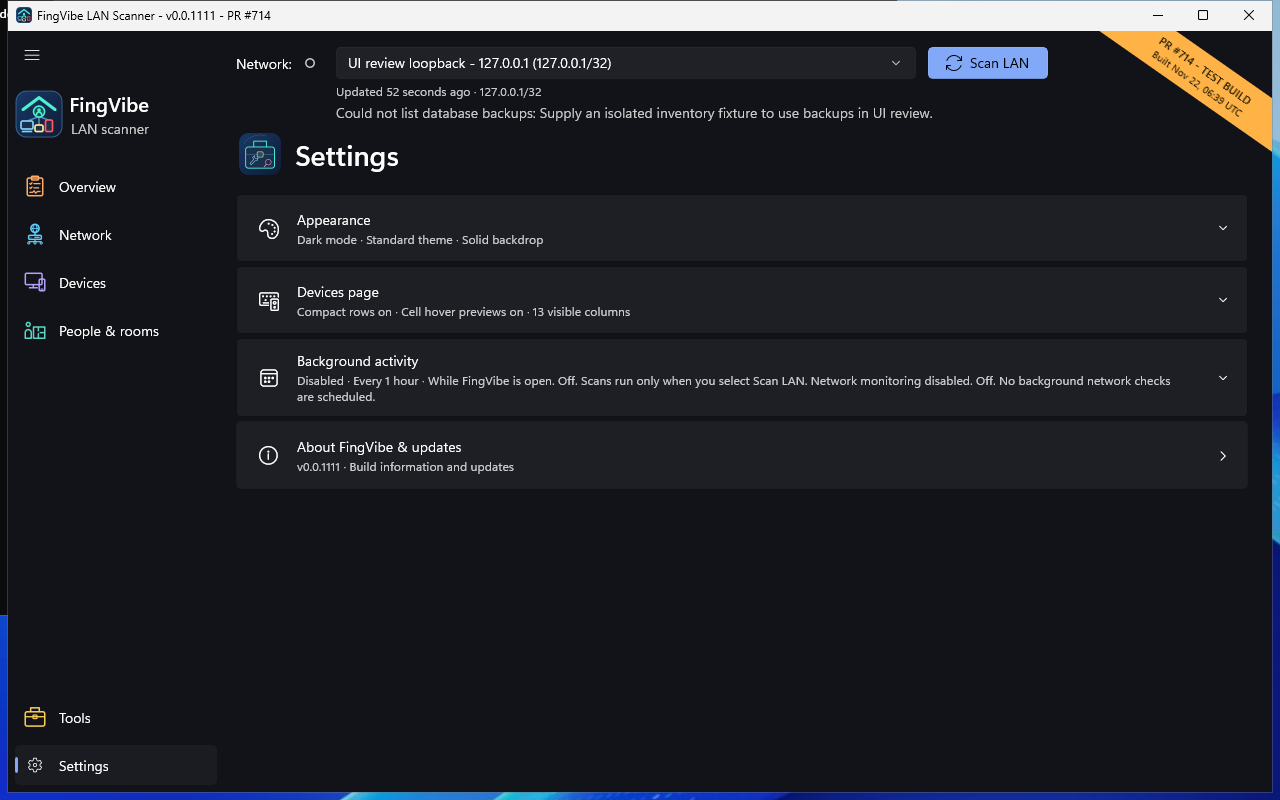 FingVibe LAN Scanner - v0.0.1111 - PR #714
PR #714 - TEST BUILD
Built Nov 22, 06:39 UTC
Network:
UI review loopback - 127.0.0.1 (127.0.0.1/32)
Scan LAN
Updated 52 seconds ago · 127.0.0.1/32
Could not list database backups: Supply an isolated inventory fixture to use backups in UI review.
FingVibe
LAN scanner
Overview
Network
Devices
People & rooms
Tools
Settings
Settings
Appearance
Dark mode · Standard theme · Solid backdrop
Devices page
Compact rows on · Cell hover previews on · 13 visible columns
Background activity
Disabled · Every 1 hour · While FingVibe is open. Off. Scans run only when you select Scan LAN. Network monitoring disabled. Off. No background network checks
are scheduled.
About FingVibe & updates
v0.0.1111 · Build information and updates